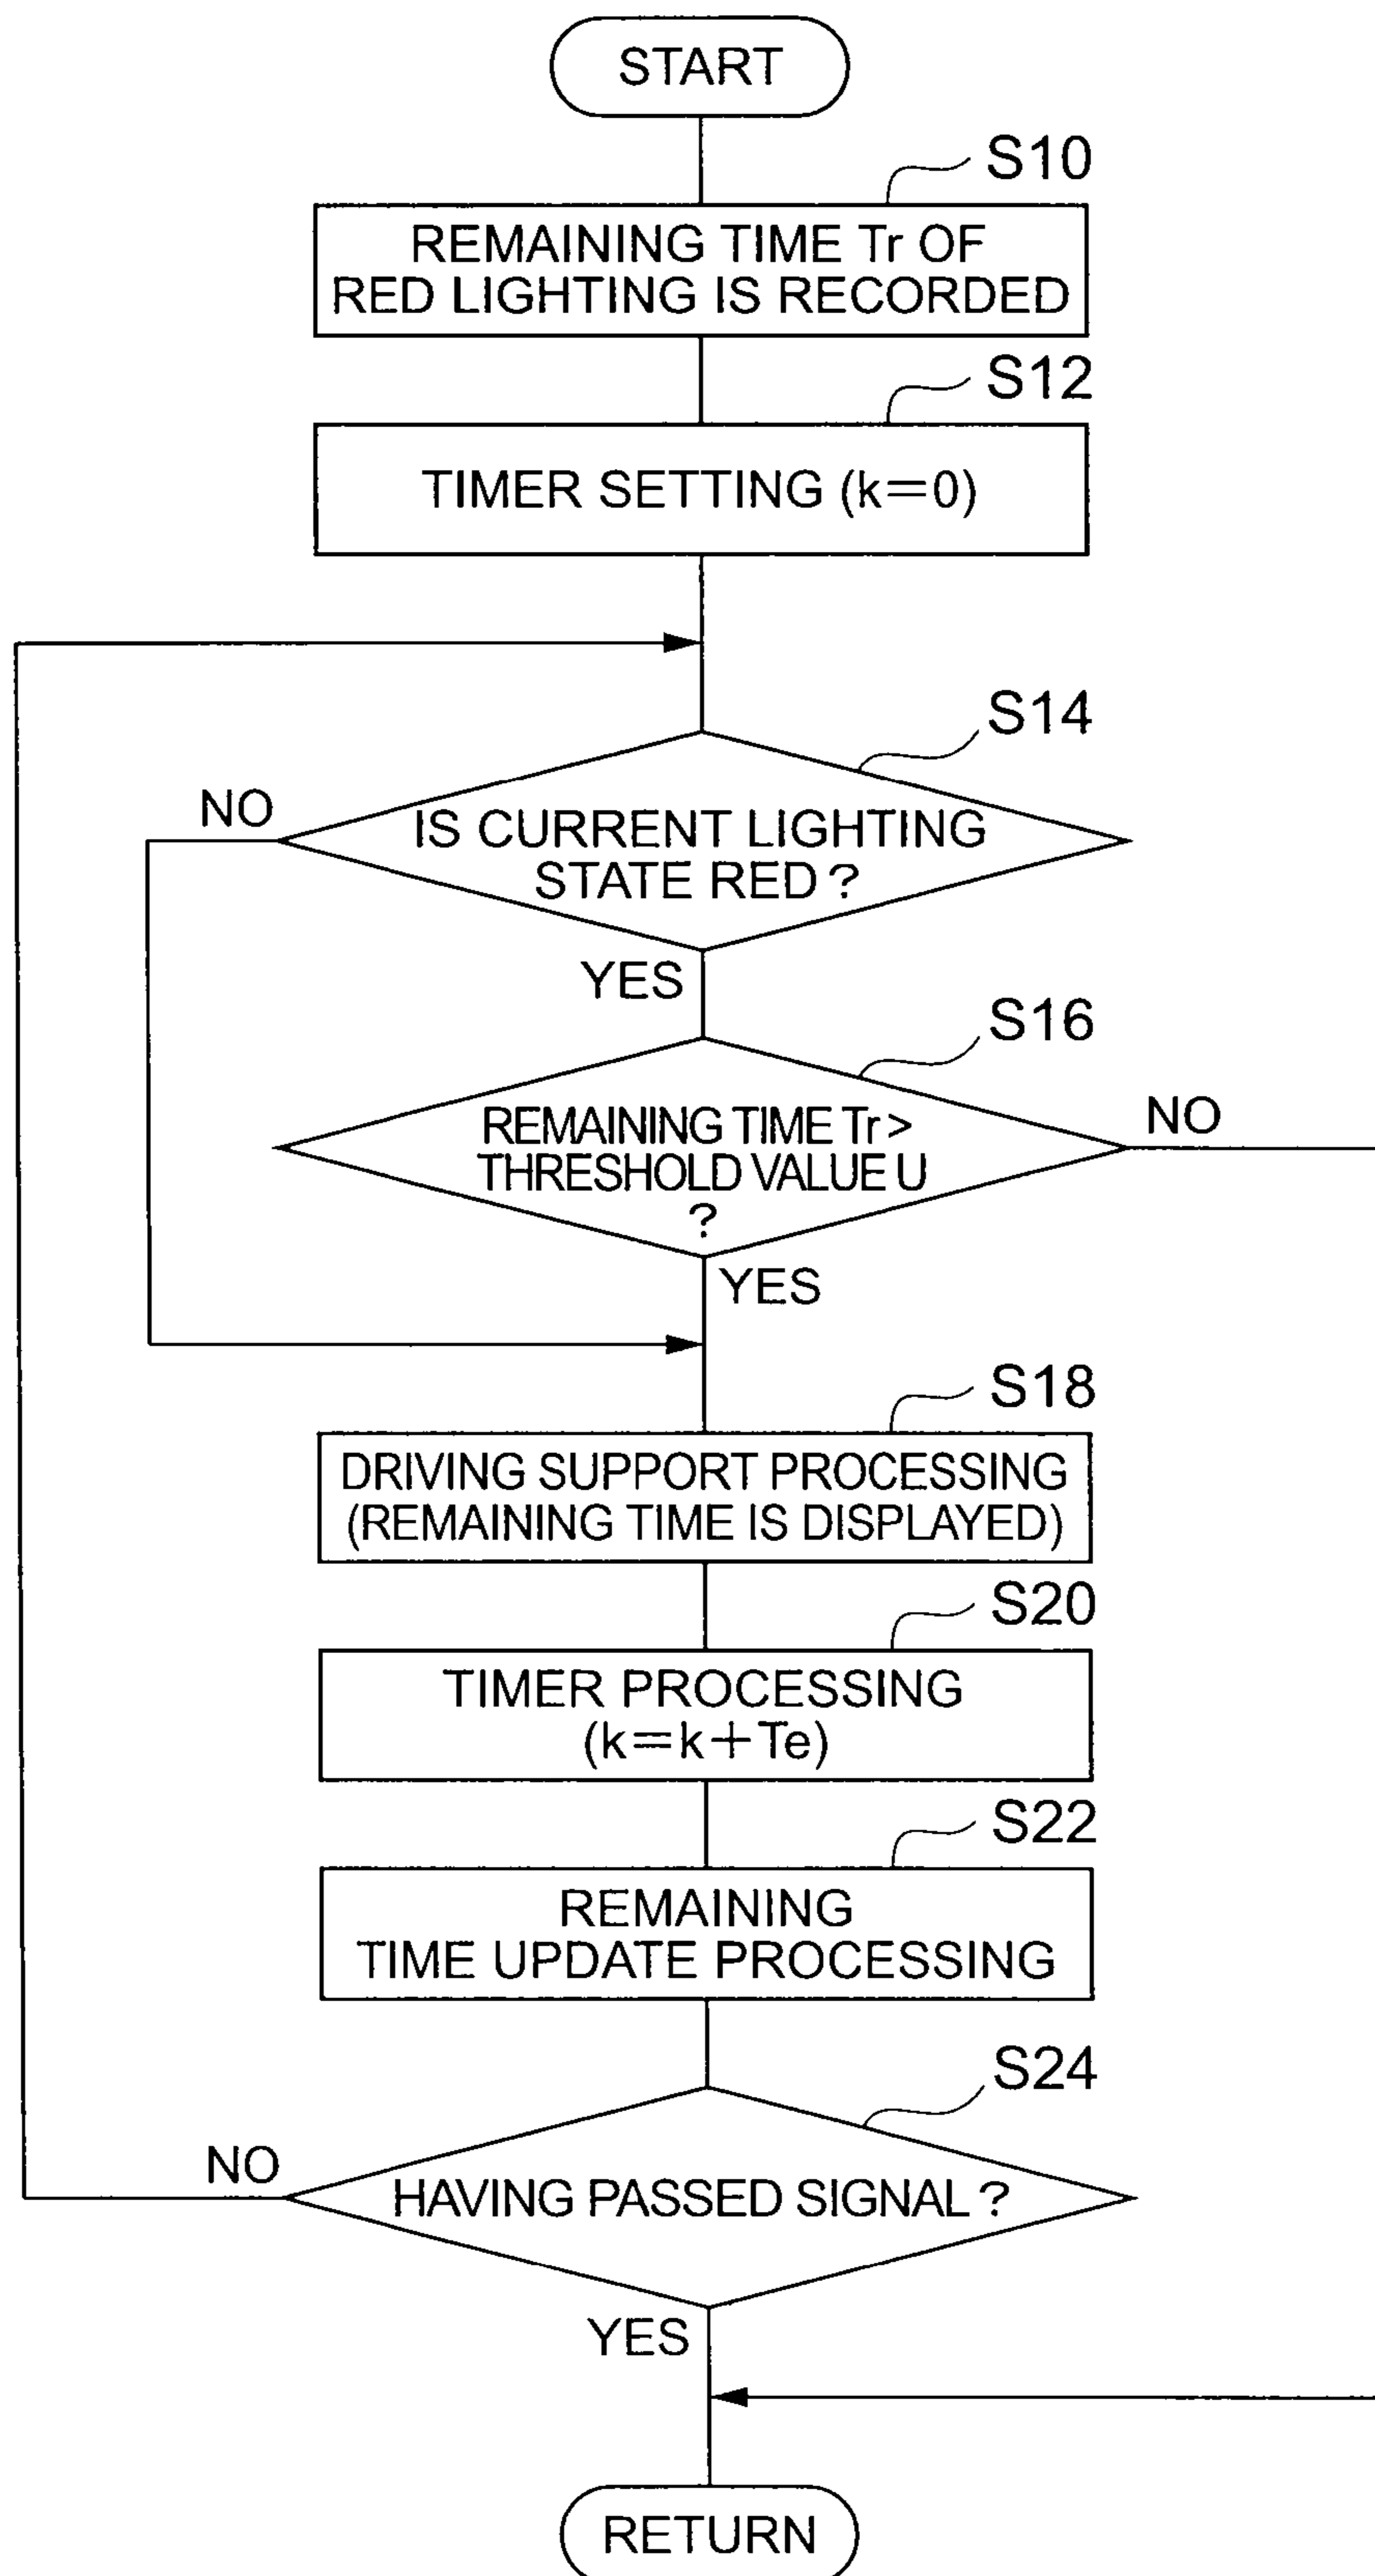 START
S10
REMAINING TIME Tr OF
RED LIGHTING IS RECORDED
S12
TIMER SETTING (k=0)
S14
NO
IS CURRENT LIGHTING
STATE RED ?
YES
S16
REMAINING TIME Tr >
THRESHOLD VALUE U
?
NO
YES
S18
DRIVING SUPPORT PROCESSING
(REMAINING TIME IS DISPLAYED)
S20
TIMER PROCESSING
(k=k+Te)
S22
REMAINING
TIME UPDATE PROCESSING
S24
NO
HAVING PASSED SIGNAL ?
YES
RETURN